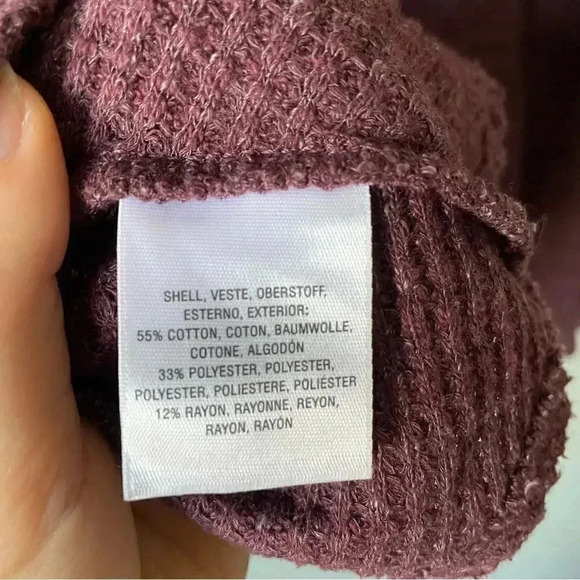 SHELL, VESTE, OBERSTOFF,
ESTERNO, EXTERIOR:
55% COTTON, COTON, BAUMWOLLE,
COTONE, ALGODÓN
33% POLYESTER, POLYESTER,
POLYESTER, POLIESTERE, POLIÉSTER
12% RAYON, RAYONNE, REYON,
RAYON, RAYÓN